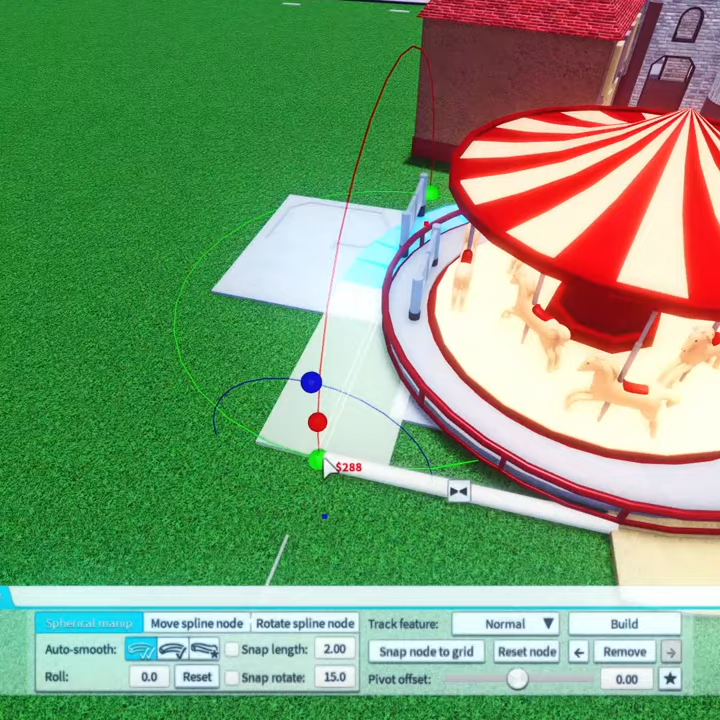 $288
Spherical manip Move spline node Rotate spline node Track feature: Normal Build
Auto-smooth: Snap length: 2.00 Snap node to grid Reset node Remove
Roll: 0.0 Reset Snap rotate: 15.0 Pivot offset: 0.00